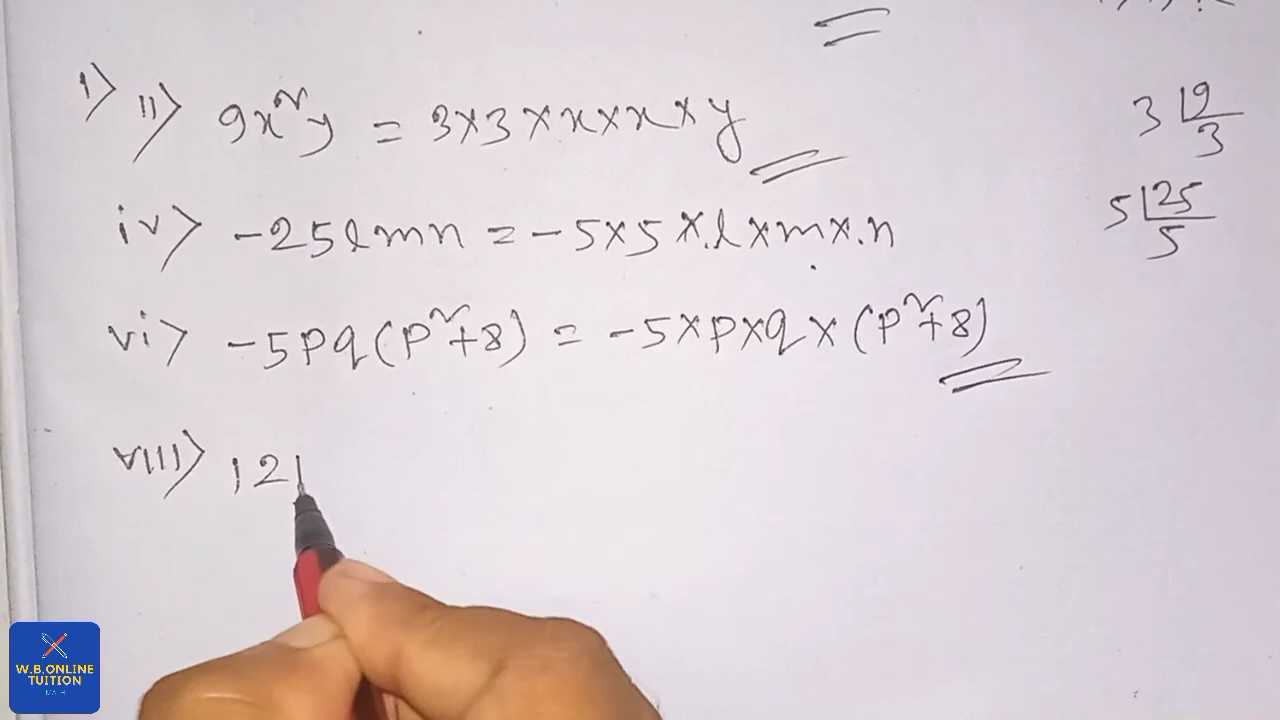 i) ii) 9x²y = 3×3×x×x×y
3 9
3
iv) -25lmn = -5×5×l×m×n
5 25
5
vi) -5pq(p²+8) = -5×p×q×(p²+8)
viii) 121
W.B.ONLINE
TUITION
MATH